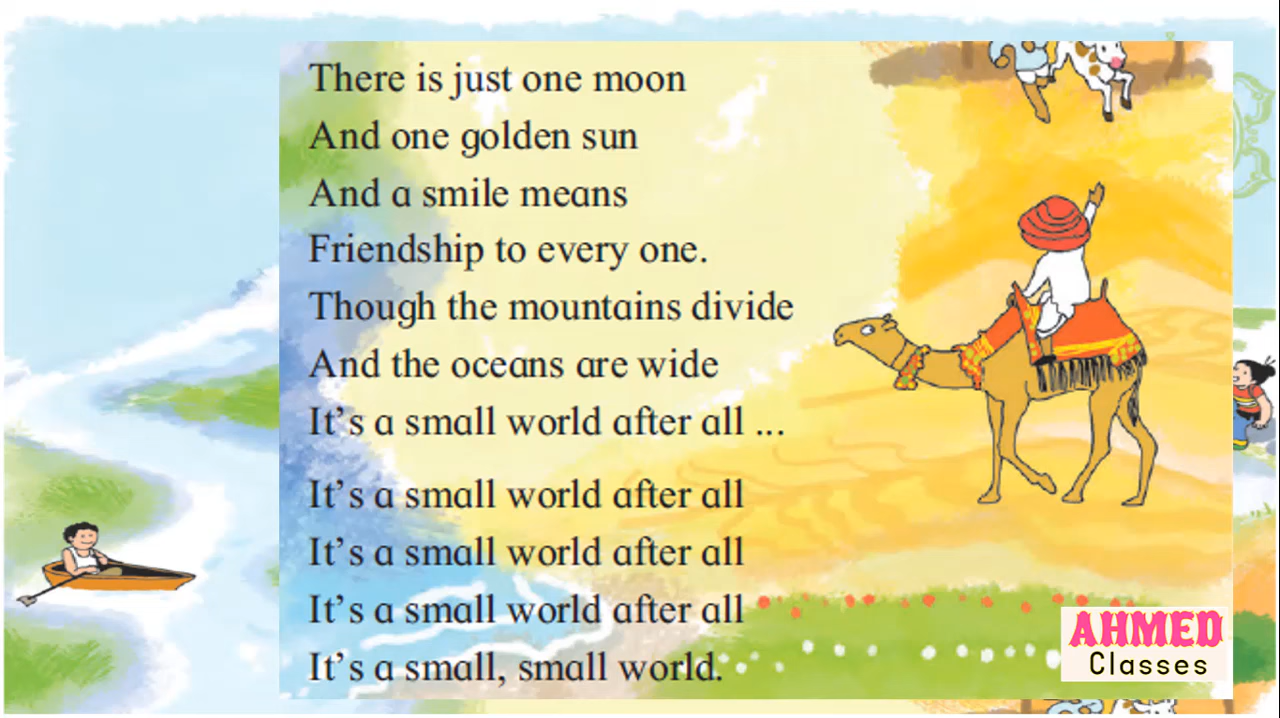 There is just one moon
And one golden sun
And a smile means
Friendship to every one.
Though the mountains divide
And the oceans are wide
It's a small world after all ...
It's a small world after all
It's a small world after all
It's a small world after all
It's a small, small world.
AHMED
Classes